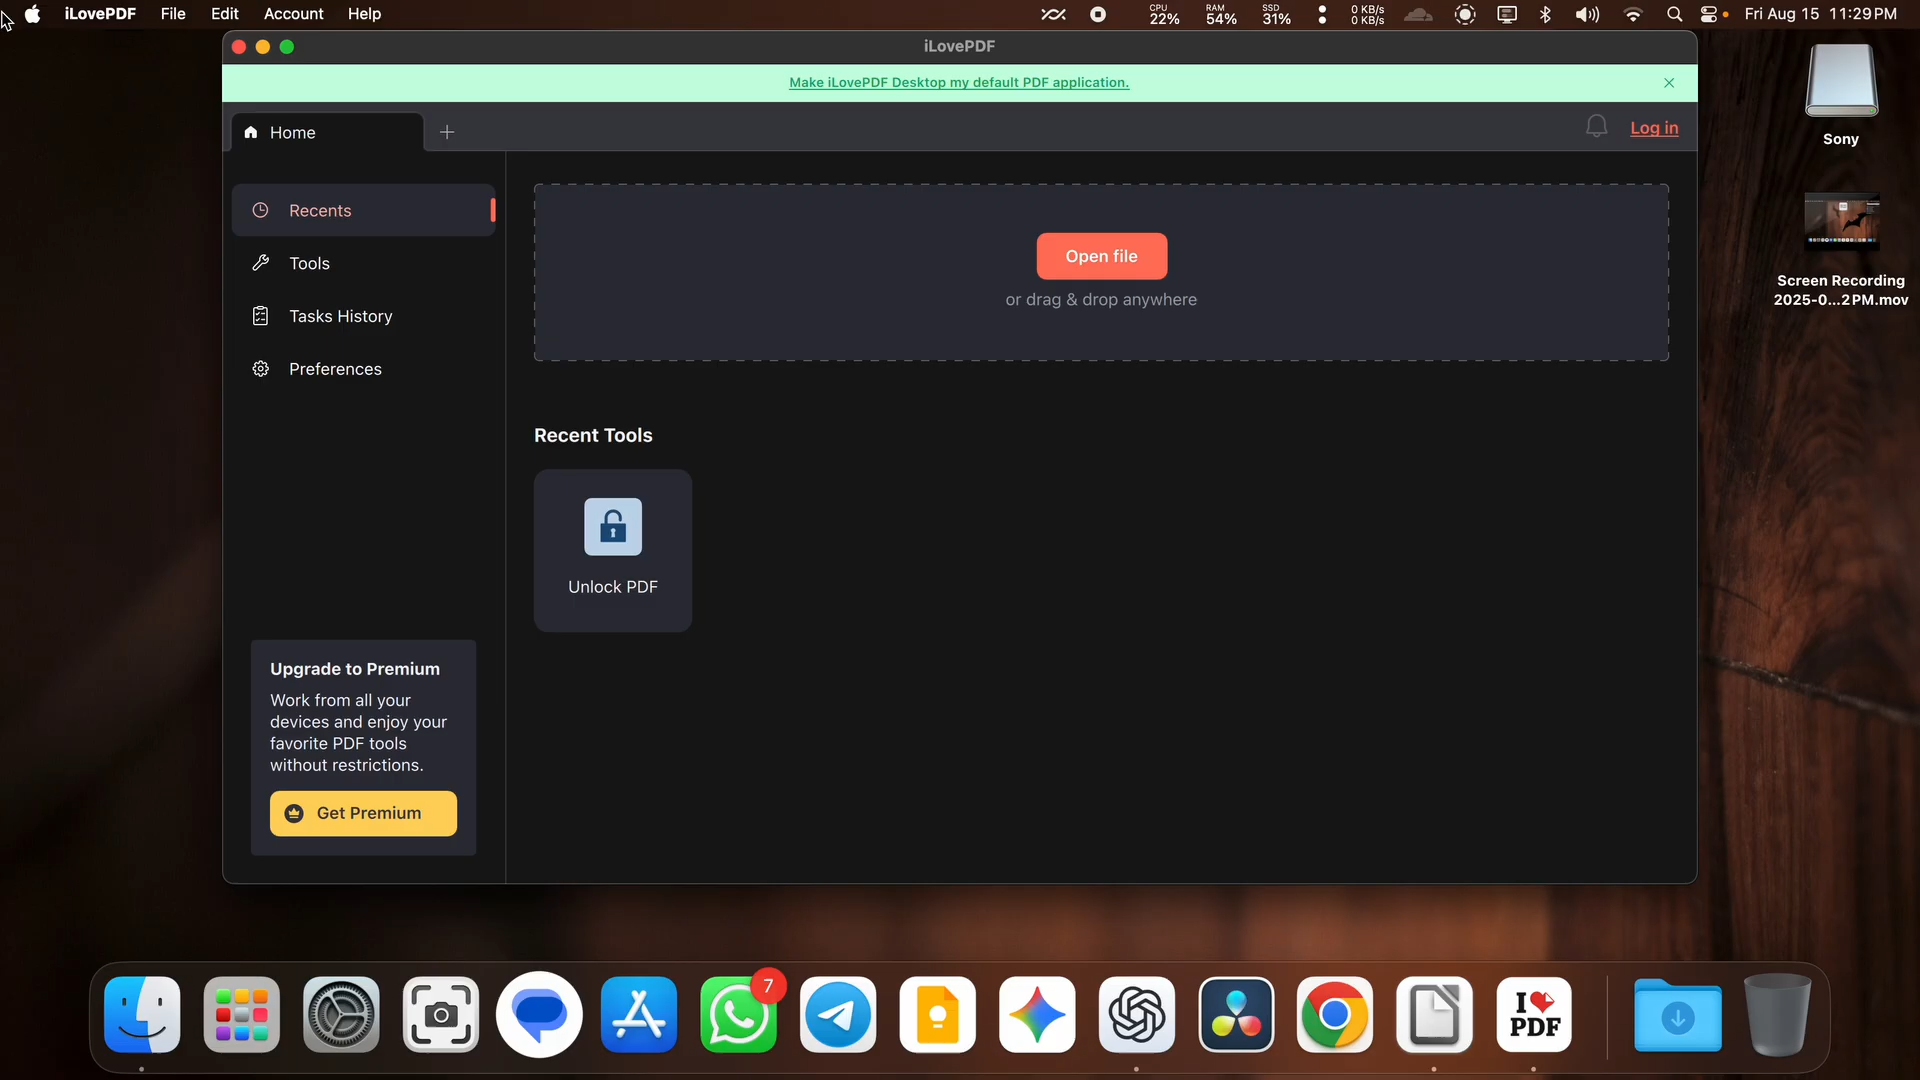 iLovePDF File Edit Account Help
CPU 22% RAM 54% SSD 31% 0 KB/s 0 KB/s Fri Aug 15 11:29PM
iLovePDF
Make iLovePDF Desktop my default PDF application.
Home
Log in
Recents
Tools
Tasks History
Preferences
Open file
or drag & drop anywhere
Recent Tools
Unlock PDF
Upgrade to Premium
Work from all your
devices and enjoy your
favorite PDF tools
without restrictions.
Get Premium
Sony
Screen Recording
2025-0...2 PM.mov
7
I
PDF